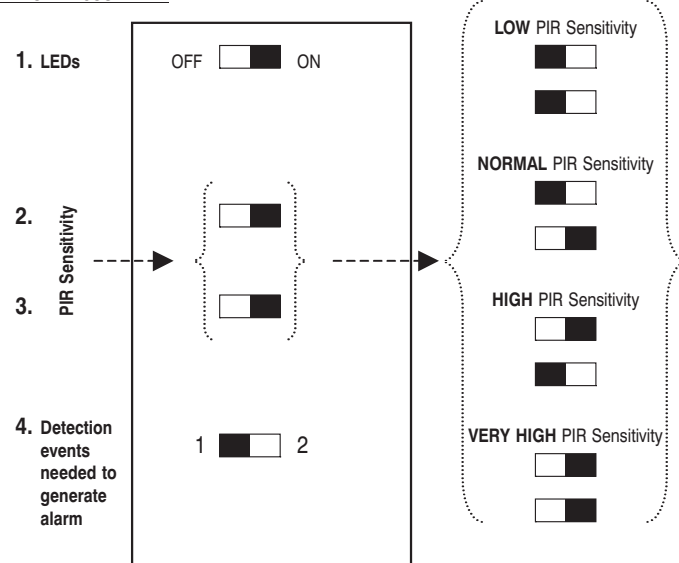 LOW PIR Sensitivity
1. LEDs
OFF ON
NORMAL PIR Sensitivity
2.
PIR Sensitivity
3.
HIGH PIR Sensitivity
4. Detection
events
needed to
generate
alarm
1 2
VERY HIGH PIR Sensitivity